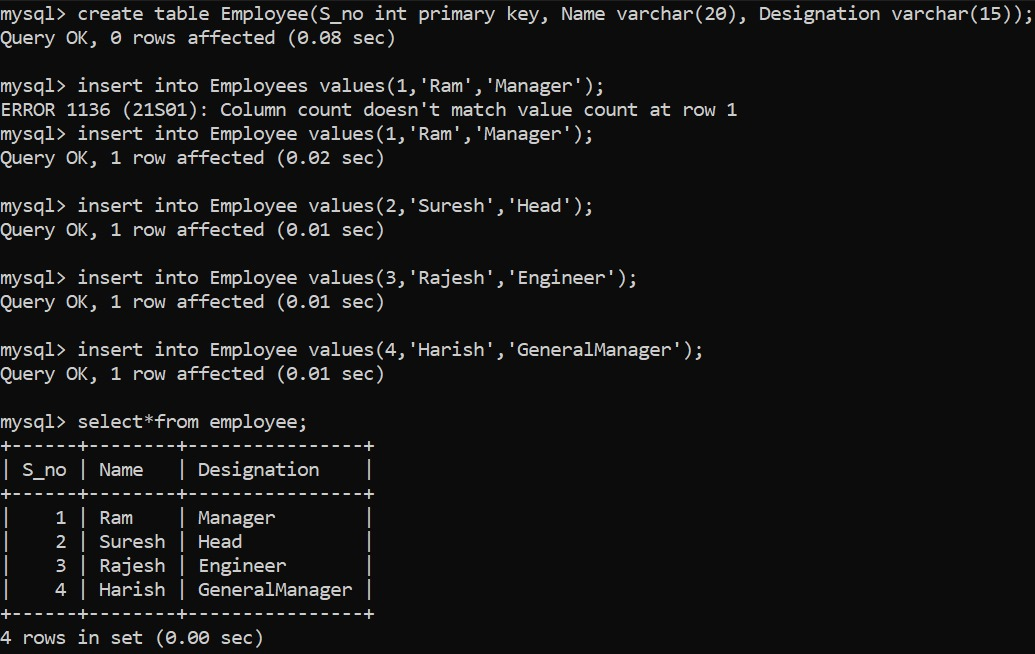 mysql> create table Employee(S_no int primary key, Name varchar(20), Designation varchar(15));
Query OK, 0 rows affected (0.08 sec)

mysql> insert into Employees values(1,'Ram','Manager');
ERROR 1136 (21S01): Column count doesn't match value count at row 1
mysql> insert into Employee values(1,'Ram','Manager');
Query OK, 1 row affected (0.02 sec)

mysql> insert into Employee values(2,'Suresh','Head');
Query OK, 1 row affected (0.01 sec)

mysql> insert into Employee values(3,'Rajesh','Engineer');
Query OK, 1 row affected (0.01 sec)

mysql> insert into Employee values(4,'Harish','GeneralManager');
Query OK, 1 row affected (0.01 sec)

mysql> select*from employee;
+------+--------+----------------+
| S_no | Name   | Designation    |
+------+--------+----------------+
|    1 | Ram    | Manager        |
|    2 | Suresh | Head           |
|    3 | Rajesh | Engineer       |
|    4 | Harish | GeneralManager |
+------+--------+----------------+
4 rows in set (0.00 sec)